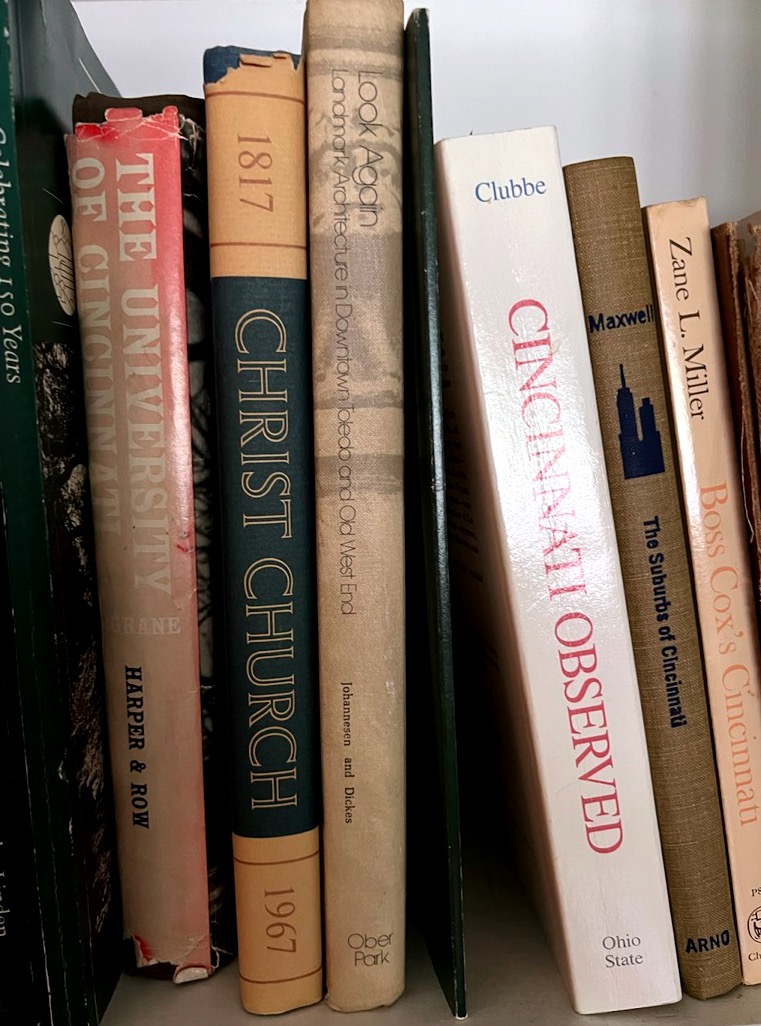 Celebrating 150 Years
THE UNIVERSITY
OF CINCINNATI
GRANE
HARPER & ROW
1817
CHRIST CHURCH
1967
Look Again
Landmark Architecture in Downtown Toledo and Old West End
Johannesen and Dickes
Ober
Park
Clubbe
CINCINNATI OBSERVED
Ohio
State
Maxwell
The Suburbs of Cincinnati
ARNO
Zane L. Miller
Boss Cox's Cincinnati